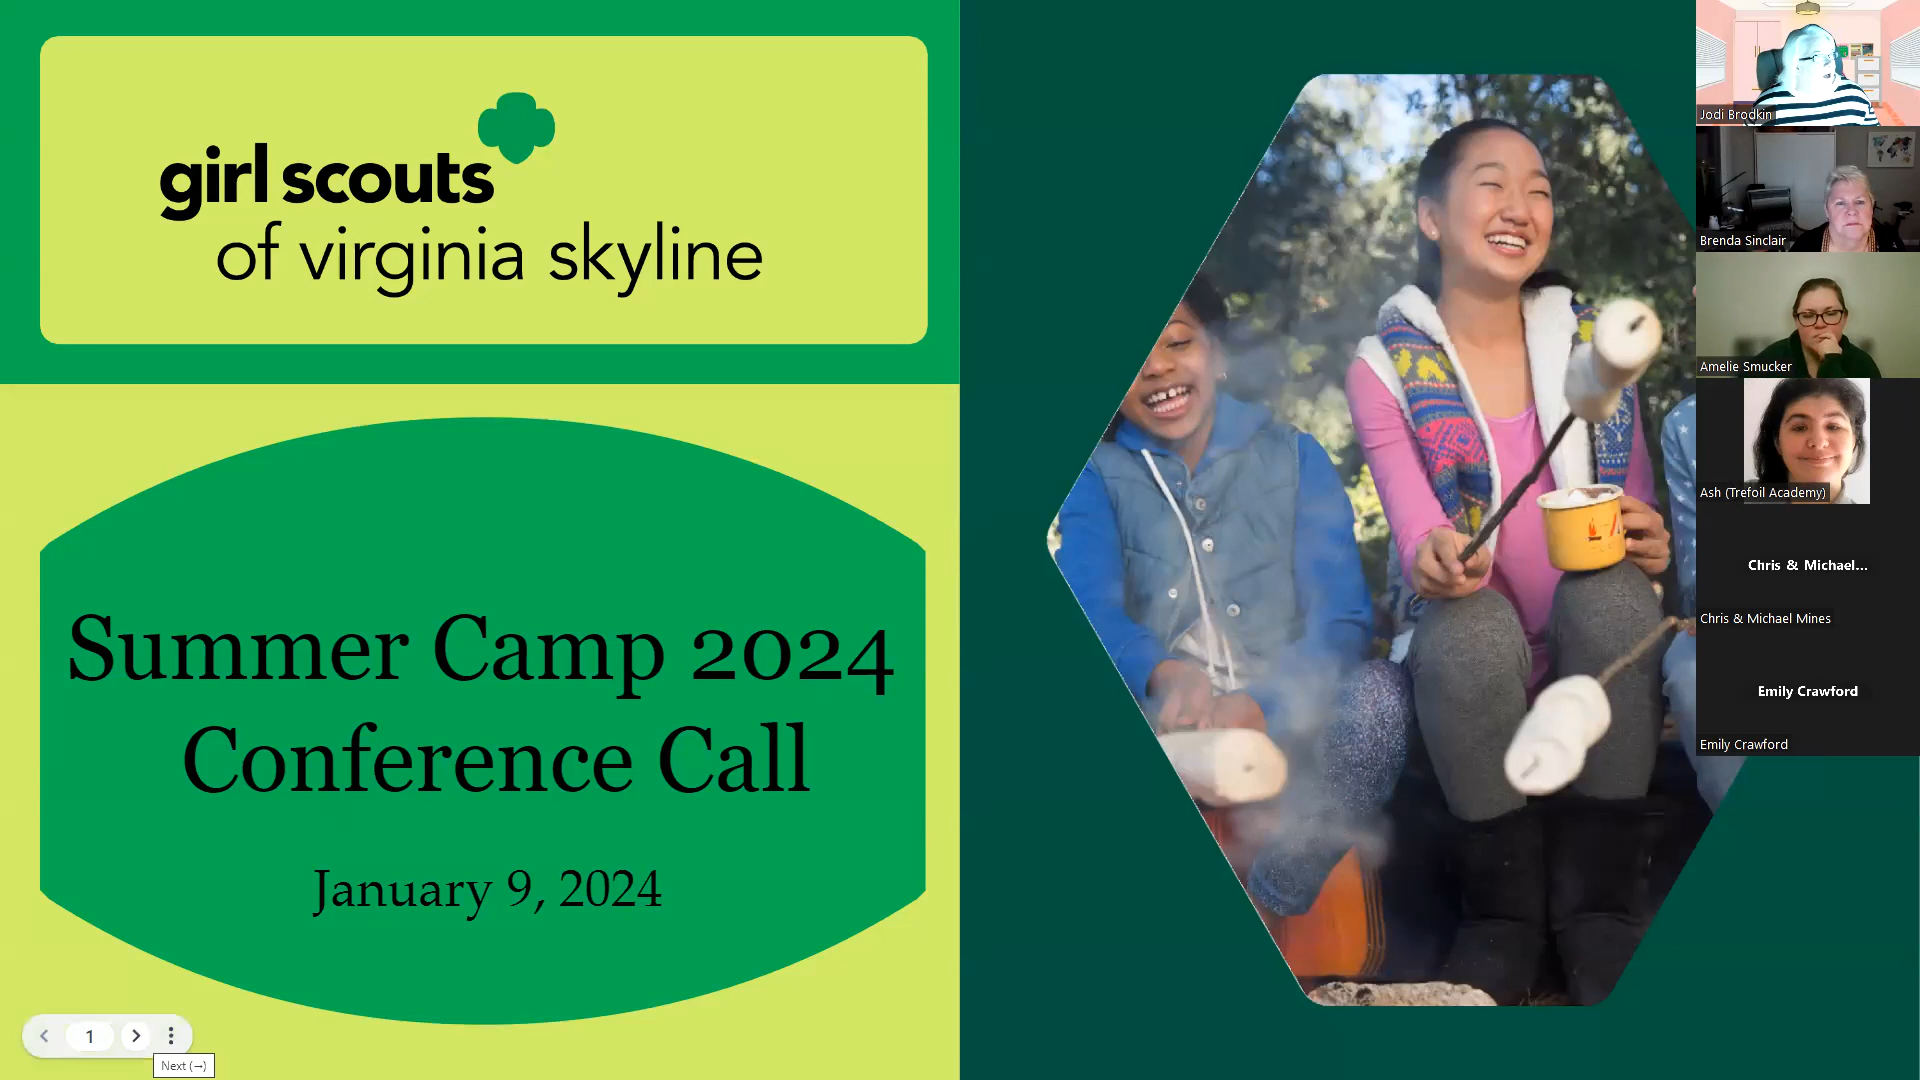 girl scouts
of virginia skyline
Summer Camp 2024
Conference Call
January 9, 2024
1
Next (→)
Jodi Brodkin
Brenda Sinclair
Amelie Smucker
Ash (Trefoil Academy)
Chris & Michael...
Chris & Michael Mines
Emily Crawford
Emily Crawford